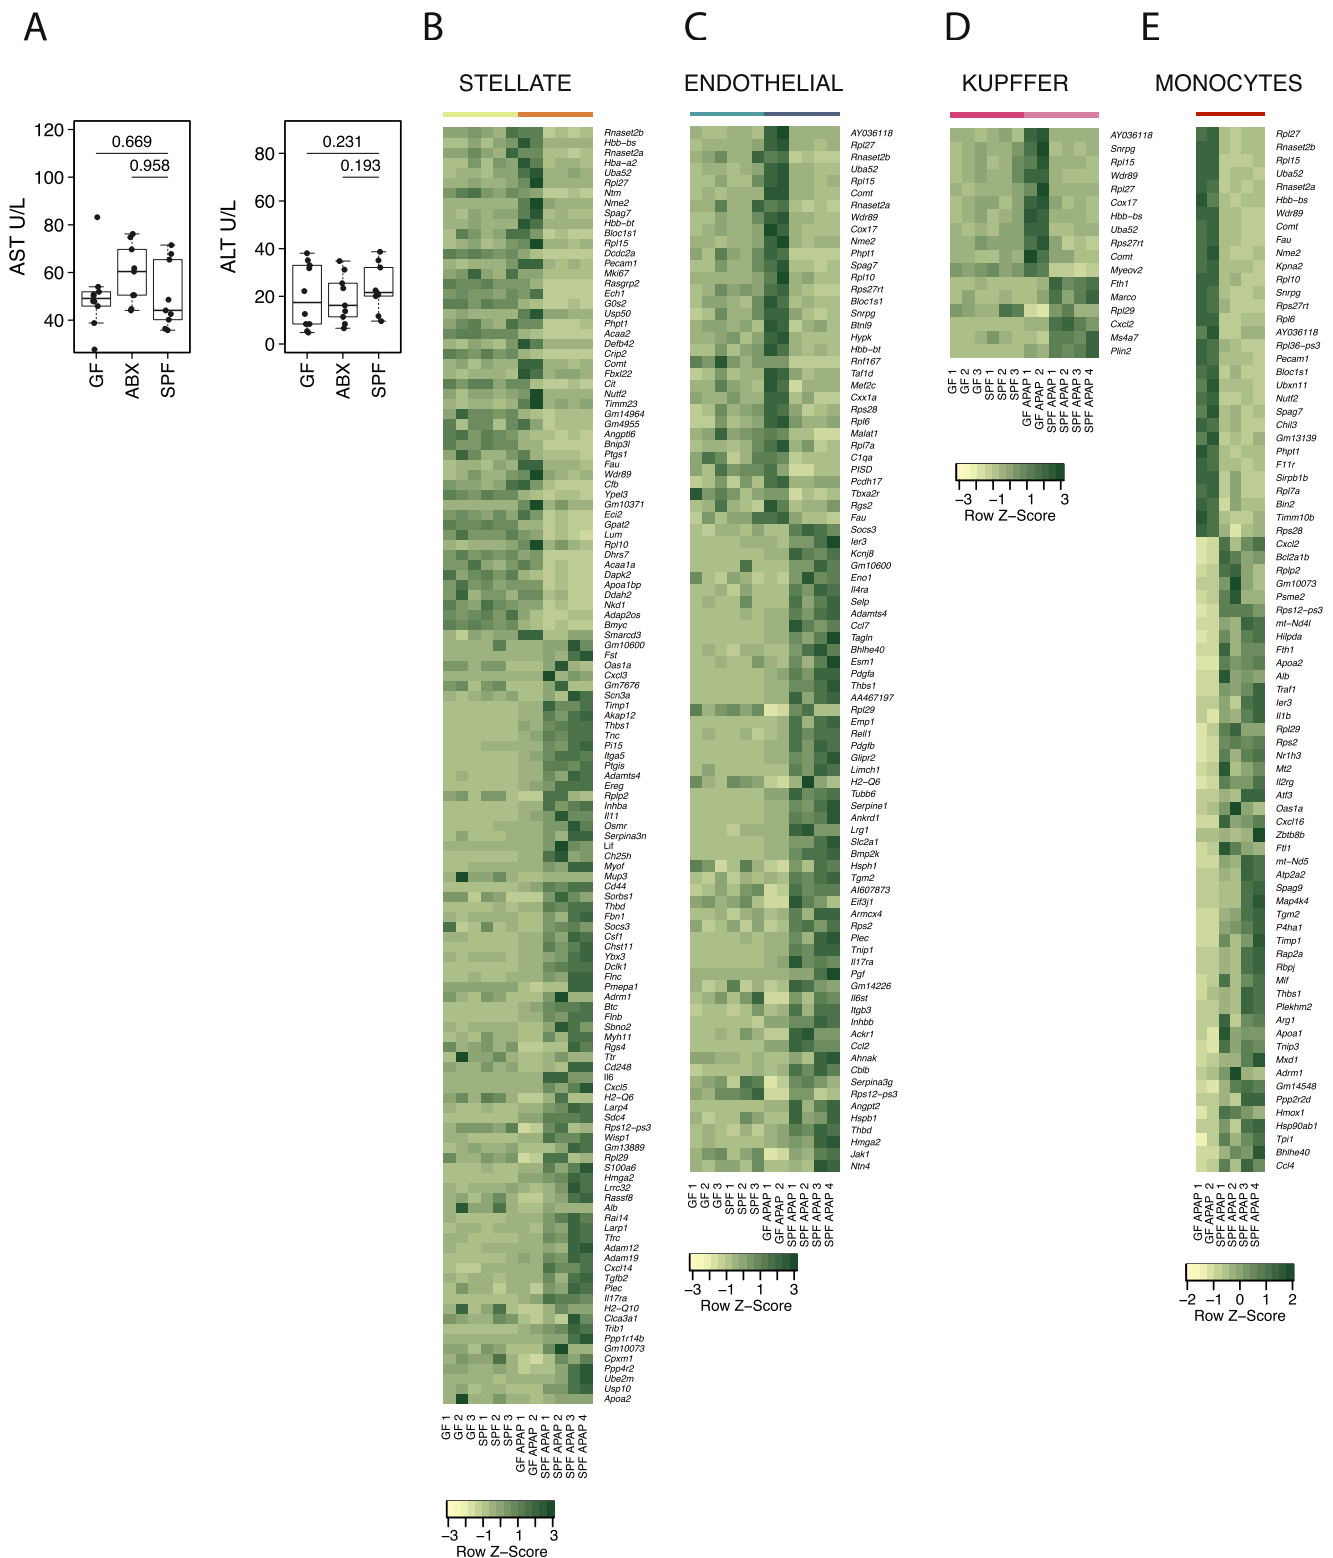 A
B
C
D
E
STELLATE
ENDOTHELIAL
KUPFFER
MONOCYTES
AST U/L
120
100
80
60
40
0.669
0.958
GF
ABX
SPF
ALT U/L
80
60
40
20
0
0.231
0.193
GF
ABX
SPF
Rnaset2b
Hbb−bs
Rnaset2a
Hba−a2
Uba52
Rpl27
Ntm
Nme2
Spag7
Hbb−bt
Bloc1s1
Rpl15
Dcdc2a
Pecam1
Mki67
Rasgrp2
Ech1
G0s2
Usp50
Phpt1
Acaa2
Defb42
Crip2
Comt
Fbxl22
Cit
Nutf2
Timm23
Gm14964
Gm4955
Angptl6
Bnip3l
Ptgs1
Fau
Wdr89
Cfb
Ypel3
Gm10371
Eci2
Gpat2
Lum
Rpl10
Dhrs7
Acaa1a
Dapk2
Apoa1bp
Ddah2
Nkd1
Adap2os
Bmyc
Smarcd3
Gm10600
Fst
Oas1a
Cxcl3
Gm7676
Scn3a
Timp1
Akap12
Thbs1
Tnc
Pi15
Itga5
Ptgis
Adamts4
Ereg
Rplp2
Inhba
Il11
Osmr
Serpina3n
Lif
Ch25h
Myof
Mup3
Cd44
Sorbs1
Thbd
Fbn1
Socs3
Csf1
Chst11
Ybx3
Dclk1
Flnc
Pmepa1
Adrm1
Btc
Flnb
Sbno2
Myh11
Rgs4
Ttr
Cd248
Il6
Cxcl5
H2−Q6
Larp4
Sdc4
Rps12−ps3
Wisp1
Gm13889
Rpl29
S100a6
Hmga2
Lrrc32
Rassf8
Alb
Rai14
Larp1
Tfrc
Adam12
Adam19
Cxcl14
Tgfb2
Plec
Il17ra
H2−Q10
Clca3a1
Trib1
Ppp1r14b
Gm10073
Cpxm1
Ppp4r2
Ube2m
Usp10
Apoa2
GF 1
GF 2
GF 3
SPF 1
SPF 2
SPF 3
GF APAP 1
GF APAP 2
SPF APAP 1
SPF APAP 2
SPF APAP 3
SPF APAP 4
−3 −1 1 3
Row Z−Score
AY036118
Rpl27
Rnaset2b
Uba52
Rpl15
Comt
Rnaset2a
Wdr89
Cox17
Nme2
Phpt1
Spag7
Rpl10
Rps27rt
Bloc1s1
Snrpg
Btnl9
Hypk
Hbb−bt
Rnf167
Taf1d
Mef2c
Cxx1a
Rps28
Rpl6
Malat1
Rpl7a
C1qa
PISD
Pcdh17
Tbxa2r
Rgs2
Fau
Socs3
Ier3
Kcnj8
Gm10600
Eno1
Il4ra
Selp
Adamts4
Ccl7
Tagln
Bhlhe40
Esm1
Pdgfa
Thbs1
AA467197
Rpl29
Emp1
Rell1
Pdgfb
Glipr2
Limch1
H2−Q6
Tubb6
Serpine1
Ankrd1
Lrg1
Slc2a1
Bmp2k
Hsph1
Tgm2
AI607873
Eif3j1
Armcx4
Rps2
Plec
Tnip1
Il17ra
Pgf
Gm14226
Il6st
Itgb3
Inhbb
Ackr1
Ccl2
Ahnak
Cblb
Serpina3g
Rps12−ps3
Angpt2
Hspb1
Thbd
Hmga2
Jak1
Ntn4
GF 1
GF 2
GF 3
SPF 1
SPF 2
SPF 3
GF APAP 1
GF APAP 2
SPF APAP 1
SPF APAP 2
SPF APAP 3
SPF APAP 4
−3 −1 1 3
Row Z−Score
AY036118
Snrpg
Rpl15
Wdr89
Rpl27
Cox17
Hbb−bs
Uba52
Rps27rt
Comt
Myeov2
Fth1
Marco
Rpl29
Cxcl2
Ms4a7
Plin2
GF 1
GF 2
GF 3
SPF 1
SPF 2
SPF 3
GF APAP 1
GF APAP 2
SPF APAP 1
SPF APAP 2
SPF APAP 3
SPF APAP 4
−3 −1 1 3
Row Z−Score
Rpl27
Rnaset2b
Rpl15
Uba52
Rnaset2a
Hbb−bs
Wdr89
Comt
Fau
Nme2
Kpna2
Rpl10
Snrpg
Rps27rt
Rpl6
AY036118
Rpl36−ps3
Pecam1
Bloc1s1
Ubxn11
Nutf2
Spag7
Chil3
Gm13139
Phpt1
F11r
Sirpb1b
Rpl7a
Bin2
Timm10b
Rps28
Cxcl2
Bcl2a1b
Rplp2
Gm10073
Psme2
Rps12−ps3
mt−Nd4l
Hilpda
Fth1
Apoa2
Alb
Traf1
Ier3
Il1b
Rpl29
Rps2
Nr1h3
Mt2
Il2rg
Atf3
Oas1a
Cxcl16
Zbtb8b
Ftl1
mt−Nd5
Atp2a2
Spag9
Map4k4
Tgm2
P4ha1
Timp1
Rap2a
Rbpj
Mif
Thbs1
Plekhm2
Arg1
Apoa1
Tnip3
Mxd1
Adrm1
Gm14548
Ppp2r2d
Hmox1
Hsp90ab1
Tpi1
Bhlhe40
Ccl4
GF APAP 1
GF APAP 2
SPF APAP 1
SPF APAP 2
SPF APAP 3
SPF APAP 4
−2 −1 0 1 2
Row Z−Score